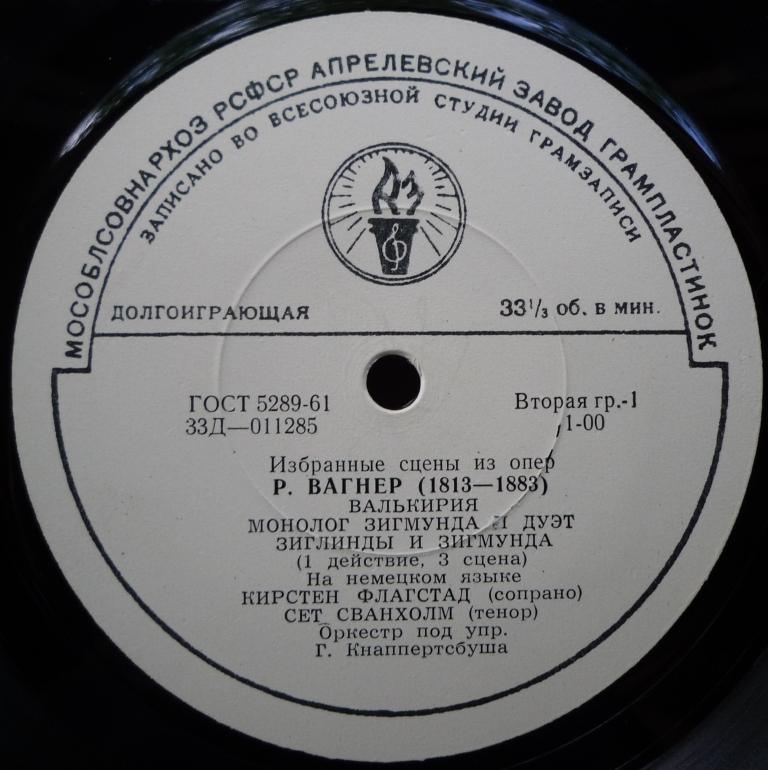 МОСОБЛСОВНАРХОЗ РСФСР АПРЕЛЕВСКИЙ ЗАВОД ГРАМПЛАСТИНОК
ЗАПИСАНО ВО ВСЕСОЮЗНОЙ СТУДИИ ГРАМЗАПИСИ
ДОЛГОИГРАЮЩАЯ
33 1/3 об. в мин.
ГОСТ 5289-61
33Д—011285
Вторая гр.-1
1-00
Избранные сцены из опер
Р. ВАГНЕР (1813—1883)
ВАЛЬКИРИЯ
МОНОЛОГ ЗИГМУНДА И ДУЭТ
ЗИГЛИНДЫ И ЗИГМУНДА
(1 действие, 3 сцена)
На немецком языке
КИРСТЕН ФЛАГСТАД (сопрано)
СЕТ СВАНХОЛМ (тенор)
Оркестр под упр.
Г. Кнаппертсбуша